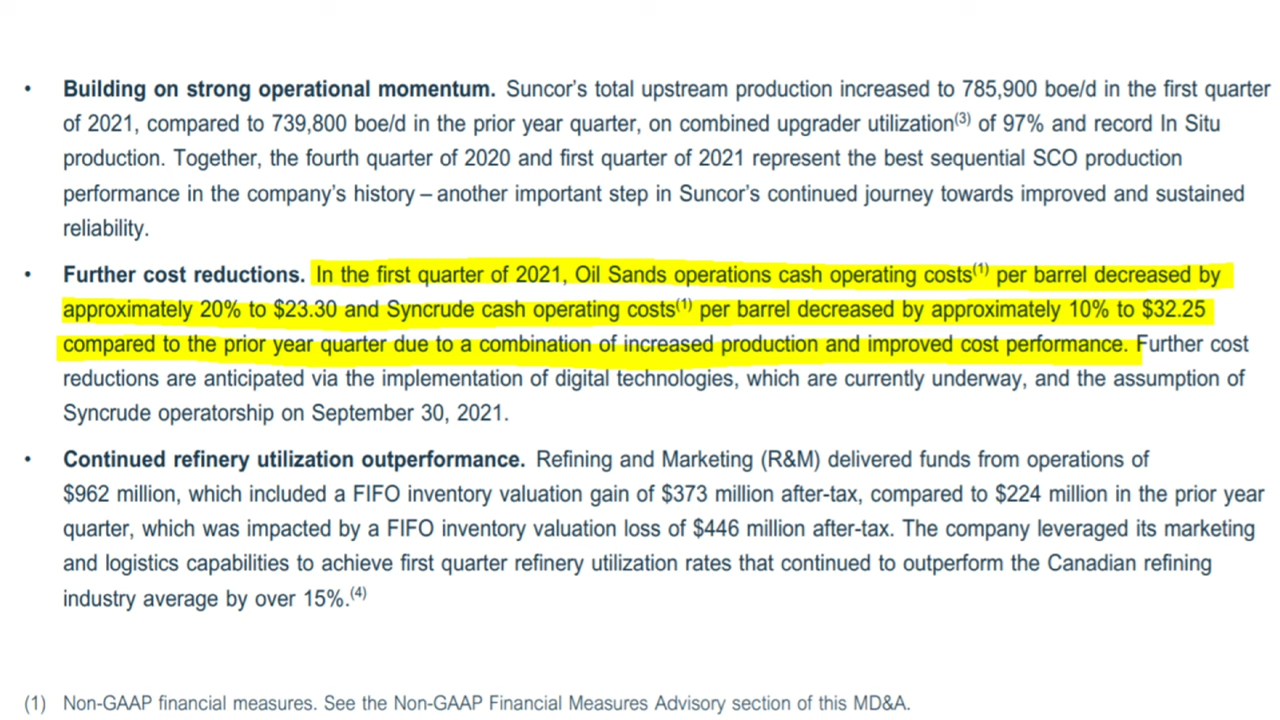 • Building on strong operational momentum. Suncor’s total upstream production increased to 785,900 boe/d in the first quarter
of 2021, compared to 739,800 boe/d in the prior year quarter, on combined upgrader utilization(3) of 97% and record In Situ
production. Together, the fourth quarter of 2020 and first quarter of 2021 represent the best sequential SCO production
performance in the company’s history – another important step in Suncor’s continued journey towards improved and sustained
reliability.
• Further cost reductions. In the first quarter of 2021, Oil Sands operations cash operating costs(1) per barrel decreased by
approximately 20% to $23.30 and Syncrude cash operating costs(1) per barrel decreased by approximately 10% to $32.25
compared to the prior year quarter due to a combination of increased production and improved cost performance. Further cost
reductions are anticipated via the implementation of digital technologies, which are currently underway, and the assumption of
Syncrude operatorship on September 30, 2021.
• Continued refinery utilization outperformance. Refining and Marketing (R&M) delivered funds from operations of
$962 million, which included a FIFO inventory valuation gain of $373 million after-tax, compared to $224 million in the prior year
quarter, which was impacted by a FIFO inventory valuation loss of $446 million after-tax. The company leveraged its marketing
and logistics capabilities to achieve first quarter refinery utilization rates that continued to outperform the Canadian refining
industry average by over 15%.(4)
(1) Non-GAAP financial measures. See the Non-GAAP Financial Measures Advisory section of this MD&A.